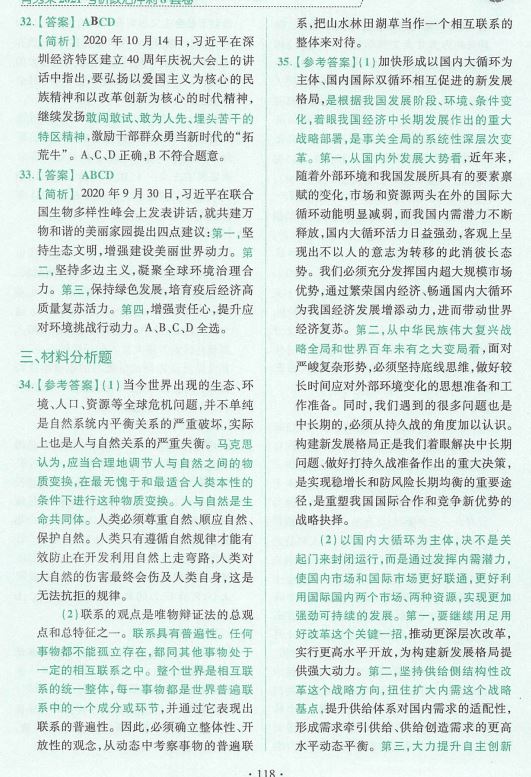 32.【答案】 ABCD
【简析】 2020 年 10 月 14 日,习近平在深
圳经济特区建立 40 周年庆祝大会上的讲
话中指出,要弘扬以爱国主义为核心的民
族精神和以改革创新为核心的时代精神,
继续发扬敢闯敢试、敢为人先、埋头苦干的
特区精神,激励干部群众勇当新时代的“拓
荒牛”。A、C、D 正确,B 不符合题意。
33.【答案】 ABCD
【简析】 2020 年 9 月 30 日,习近平在联合
国生物多样性峰会上发表讲话,就共建万
物和谐的美丽家园提出四点建议:第一,坚
持生态文明,增强建设美丽世界动力。第
二,坚持多边主义,凝聚全球环境治理合
力。第三,保持绿色发展,培育疫后经济高
质量复苏活力。第四,增强责任心,提升应
对环境挑战行动力。A、B、C、D 全选。
三、材料分析题
34.【参考答案】(1) 当今世界出现的生态、环
境、人口、资源等全球危机问题,并不单纯
是自然系统内平衡关系的严重破坏,实际
上也是人与自然关系的严重失衡。马克思
认为,应当合理地调节人与自然之间的物
质变换,在最无愧于和最适合人类本性的
条件下进行这种物质变换。人与自然是生
命共同体。人类必须尊重自然、顺应自然、
保护自然。人类只有遵循自然规律才能有
效防止在开发利用自然上走弯路,人类对
大自然的伤害最终会伤及人类自身,这是
无法抗拒的规律。
(2) 联系的观点是唯物辩证法的总观
点和总特征之一。联系具有普遍性。任何
事物都不能孤立存在,都同其他事物处于
一定的相互联系之中。整个世界是相互联
系的统一整体,每一事物都是世界普遍联
系中的一个成分或环节,并通过它表现出
联系的普遍性。因此,必须确立整体性、开
放性的观念,从动态中考察事物的普遍联
系,把山水林田湖草当作一个相互联系的
整体来对待。
35.【参考答案】(1) 加快形成以国内大循环为
主体、国内国际双循环相互促进的新发展
格局,是根据我国发展阶段、环境、条件变
化,着眼我国经济中长期发展作出的重大
战略部署,是事关全局的系统性深层次变
革。第一,从国内外发展大势看,近年来,
随着外部环境和我国发展所具有的要素禀
赋的变化,市场和资源两头在外的国际大
循环动能明显减弱,而我国内需潜力不断
释放,国内大循环活力日益强劲,客观上呈
现出不以人的意志为转移的此消彼长态
势。我们必须充分发挥国内超大规模市场
优势,通过繁荣国内经济、畅通国内大循环
为我国经济发展增添动力,进而带动世界
经济复苏。第二,从中华民族伟大复兴战
略全局和世界百年未有之大变局看,面对
严峻复杂形势,必须坚持底线思维,做好较
长时间应对外部环境变化的思想准备和工
作准备。同时,我们遇到的很多问题也是
中长期的,必须从持久战的角度加以认识。
构建新发展格局正是我们着眼解决中长期
问题、做好打持久战准备作出的重大决策,
是实现稳增长和防风险长期均衡的重要途
径,是重塑我国国际合作和竞争新优势的
战略抉择。
(2) 以国内大循环为主体,决不是关
起门来封闭运行,而是通过发挥内需潜力,
使国内市场和国际市场更好联通,更好利
用国际国内两个市场、两种资源,实现更加
强劲可持续的发展。第一,要继续用足用
好改革这个关键一招,推动更深层次改革,
实行更高水平开放,为构建新发展格局提
供强大动力。第二,坚持供给侧结构性改
革这个战略方向,扭住扩大内需这个战略
基点,提升供给体系对国内需求的适配性,
形成需求牵引供给、供给创造需求的更高
水平动态平衡。第三,大力提升自主创新
· 118 ·